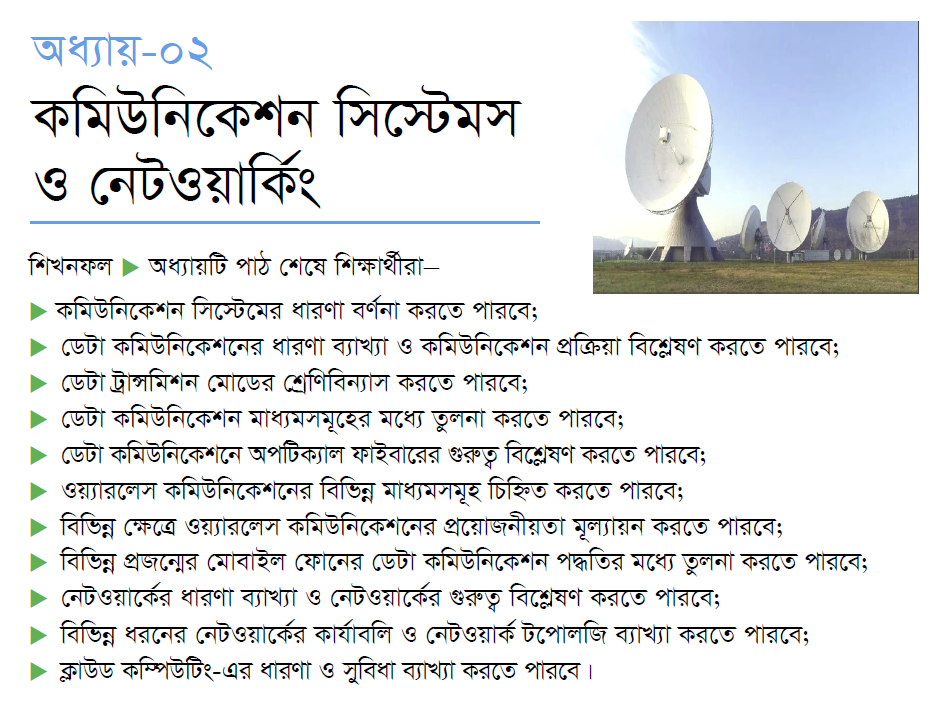 অধ্যায়-০২
কমিউনিকেশন সিস্টেমস
ও নেটওয়ার্কিং
শিখনফল ▶ অধ্যায়টি পাঠ শেষে শিক্ষার্থীরা–
▶ কমিউনিকেশন সিস্টেমের ধারণা বর্ণনা করতে পারবে;
▶ ডেটা কমিউনিকেশনের ধারণা ব্যাখ্যা ও কমিউনিকেশন প্রক্রিয়া বিশ্লেষণ করতে পারবে;
▶ ডেটা ট্রান্সমিশন মোডের শ্রেণিবিন্যাস করতে পারবে;
▶ ডেটা কমিউনিকেশন মাধ্যমসমূহের মধ্যে তুলনা করতে পারবে;
▶ ডেটা কমিউনিকেশনে অপটিক্যাল ফাইবারের গুরুত্ব বিশ্লেষণ করতে পারবে;
▶ ওয়্যারলেস কমিউনিকেশনের বিভিন্ন মাধ্যমসমূহ চিহ্নিত করতে পারবে;
▶ বিভিন্ন ক্ষেত্রে ওয়্যারলেস কমিউনিকেশনের প্রয়োজনীয়তা মূল্যায়ন করতে পারবে;
▶ বিভিন্ন প্রজন্মের মোবাইল ফোনের ডেটা কমিউনিকেশন পদ্ধতির মধ্যে তুলনা করতে পারবে;
▶ নেটওয়ার্কের ধারণা ব্যাখ্যা ও নেটওয়ার্কের গুরুত্ব বিশ্লেষণ করতে পারবে;
▶ বিভিন্ন ধরনের নেটওয়ার্কের কার্যাবলি ও নেটওয়ার্ক টপোলজি ব্যাখ্যা করতে পারবে;
▶ ক্লাউড কম্পিউটিং-এর ধারণা ও সুবিধা ব্যাখ্যা করতে পারবে।